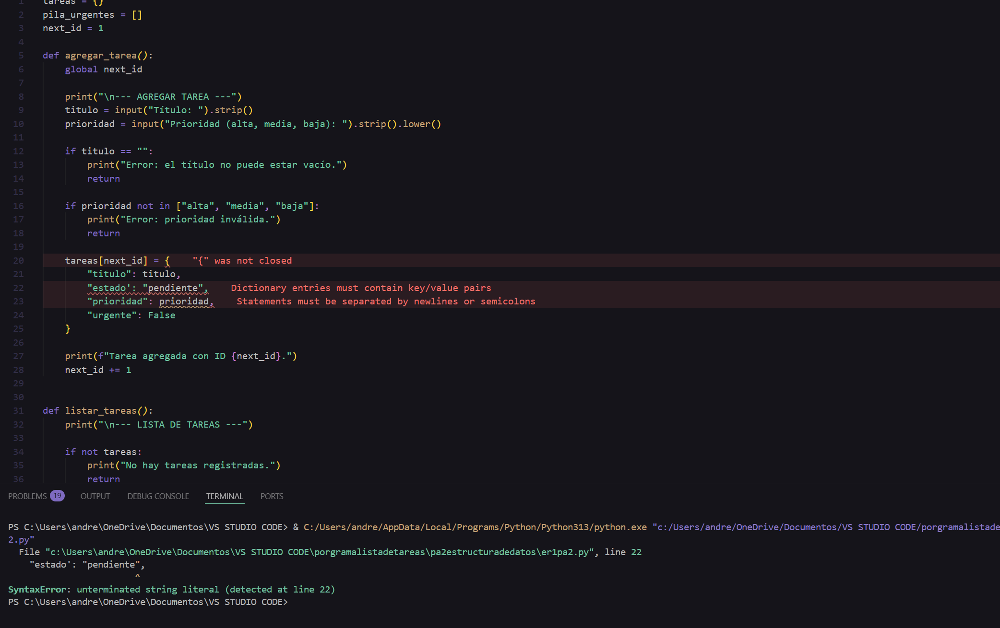 1 tareas = {}
2 pila_urgentes = []
3 next_id = 1
4
5 def agregar_tarea():
6     global next_id
7
8     print("\n--- AGREGAR TAREA ---")
9     titulo = input("Título: ").strip()
10     prioridad = input("Prioridad (alta, media, baja): ").strip().lower()
11
12     if titulo == "":
13         print("Error: el título no puede estar vacío.")
14         return
15
16     if prioridad not in ["alta", "media", "baja"]:
17         print("Error: prioridad inválida.")
18         return
19
20     tareas[next_id] = {    "{" was not closed
21         "titulo": titulo,
22         "estado': "pendiente",    Dictionary entries must contain key/value pairs
23         "prioridad": prioridad,    Statements must be separated by newlines or semicolons
24         "urgente": False
25     }
26
27     print(f"Tarea agregada con ID {next_id}.")
28     next_id += 1
29
30
31 def listar_tareas():
32     print("\n--- LISTA DE TAREAS ---")
33
34     if not tareas:
35         print("No hay tareas registradas.")
36         return
PROBLEMS 19 OUTPUT DEBUG CONSOLE TERMINAL PORTS
PS C:\Users\andre\OneDrive\Documentos\VS STUDIO CODE> & C:/Users/andre/AppData/Local/Programs/Python/Python313/python.exe "c:/Users/andre/OneDrive/Documentos/VS STUDIO CODE/porgramalistade
2.py"
  File "c:\Users\andre\OneDrive\Documentos\VS STUDIO CODE\porgramalistadetareas\pa2estructuradedatos\er1pa2.py", line 22
    "estado': "pendiente",
                        ^
SyntaxError: unterminated string literal (detected at line 22)
PS C:\Users\andre\OneDrive\Documentos\VS STUDIO CODE>